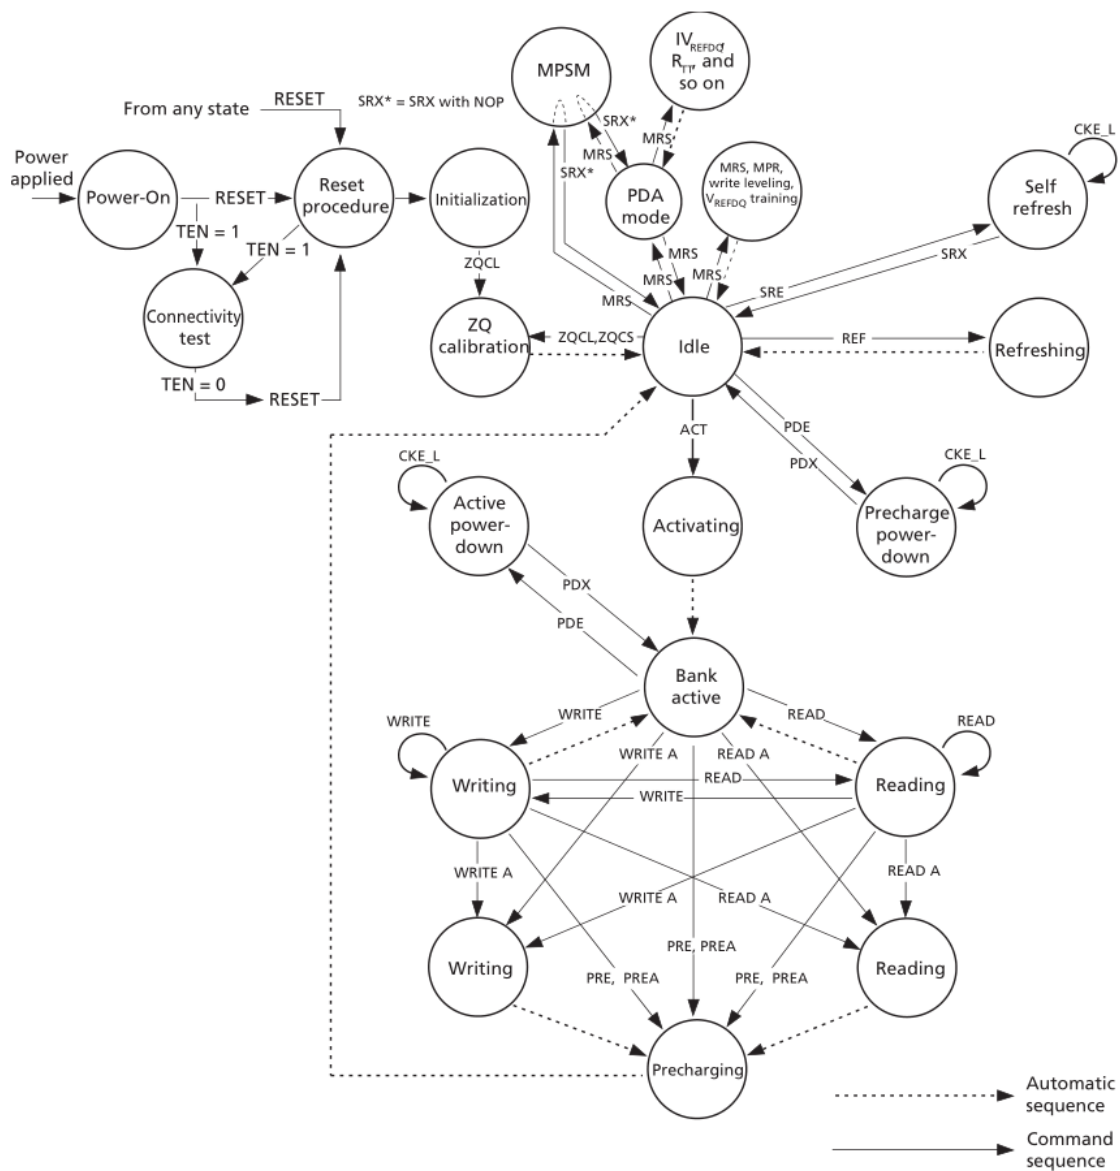 MPSM
IV REFDQ,
R TT, and
so on
From any state
RESET
SRX* = SRX with NOP
SRX*
MRS
MRS
CKE_L
Power
applied
Power-On
RESET
Reset
procedure
Initialization
SRX*
PDA
mode
MRS, MPR,
write leveling,
V REFDQ training
Self
refresh
TEN = 1
TEN = 1
MRS
MRS
MRS
SRX
ZQCL
Connectivity
test
MRS
SRE
ZQ
calibration
ZQCL,ZQCS
Idle
REF
Refreshing
TEN = 0
RESET
ACT
PDE
PDX
CKE_L
CKE_L
Active
power-
down
Activating
Precharge
power-
down
PDX
PDE
Bank
active
WRITE
WRITE
READ
READ
WRITE A
READ A
Writing
READ
WRITE
Reading
WRITE A
WRITE A
READ A
READ A
Writing
PRE, PREA
PRE, PREA
PRE, PREA
Reading
Precharging
Automatic
sequence
Command
sequence